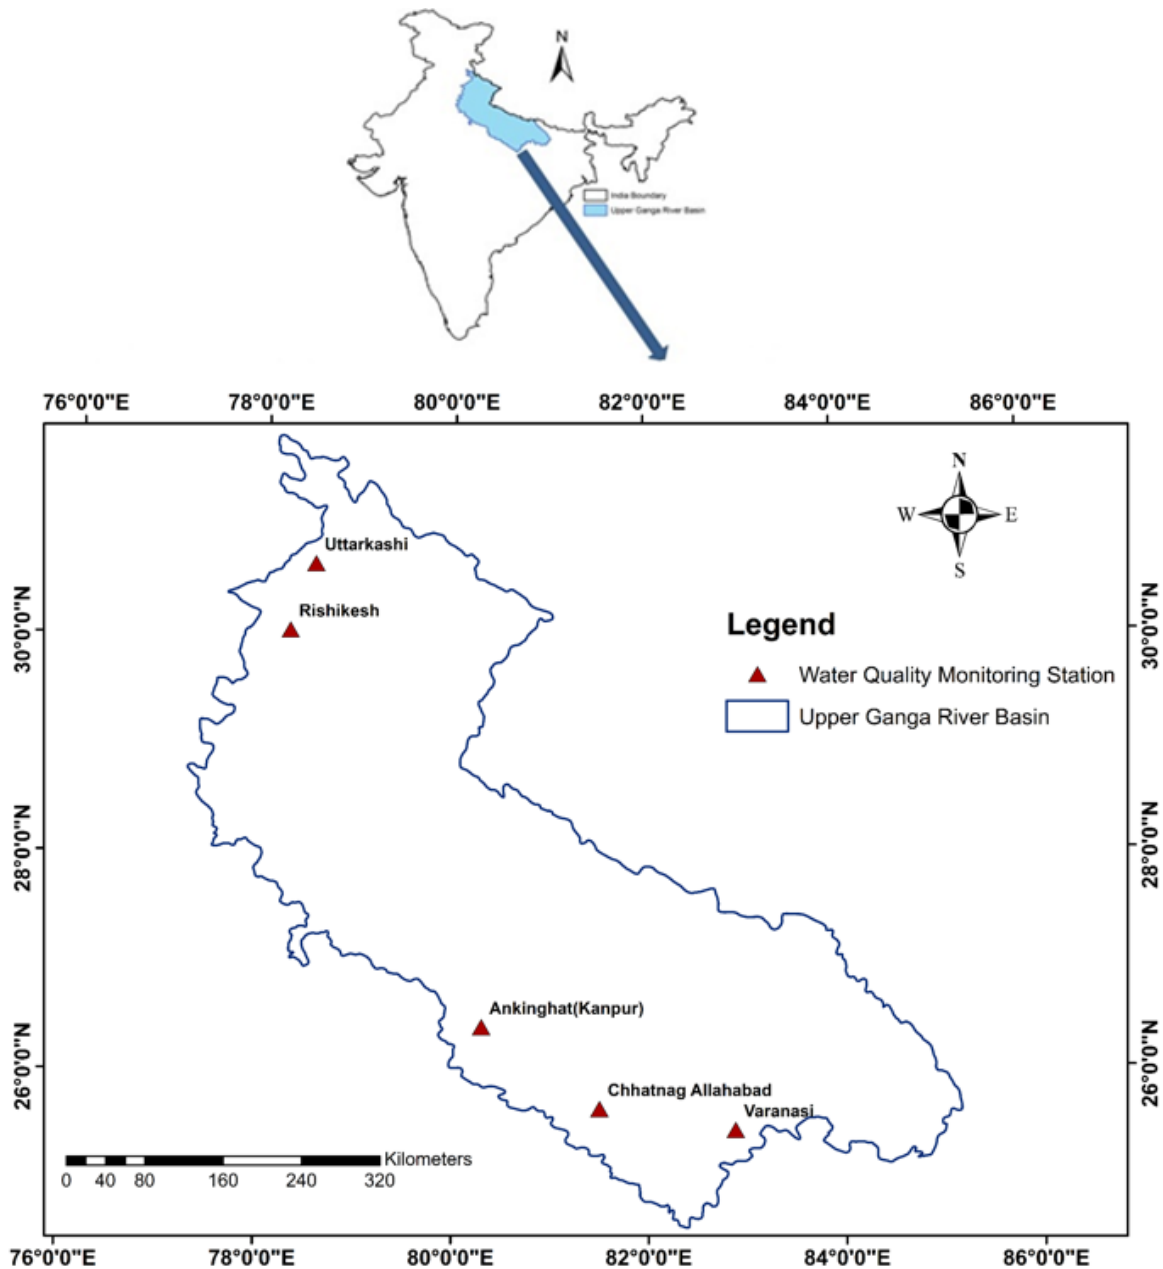 N
India Boundary
Upper Ganga River Basin
76°0'0"E 78°0'0"E 80°0'0"E 82°0'0"E 84°0'0"E 86°0'0"E
N
W E
S
Uttarkashi
Rishikesh
30°0'0"N 30°0'0"N
Legend
Water Quality Monitoring Station
Upper Ganga River Basin
28°0'0"N 28°0'0"N
Ankinghat(Kanpur)
26°0'0"N 26°0'0"N
Chhatnag Allahabad
Varanasi
Kilometers
0 40 80 160 240 320
76°0'0"E 78°0'0"E 80°0'0"E 82°0'0"E 84°0'0"E 86°0'0"E